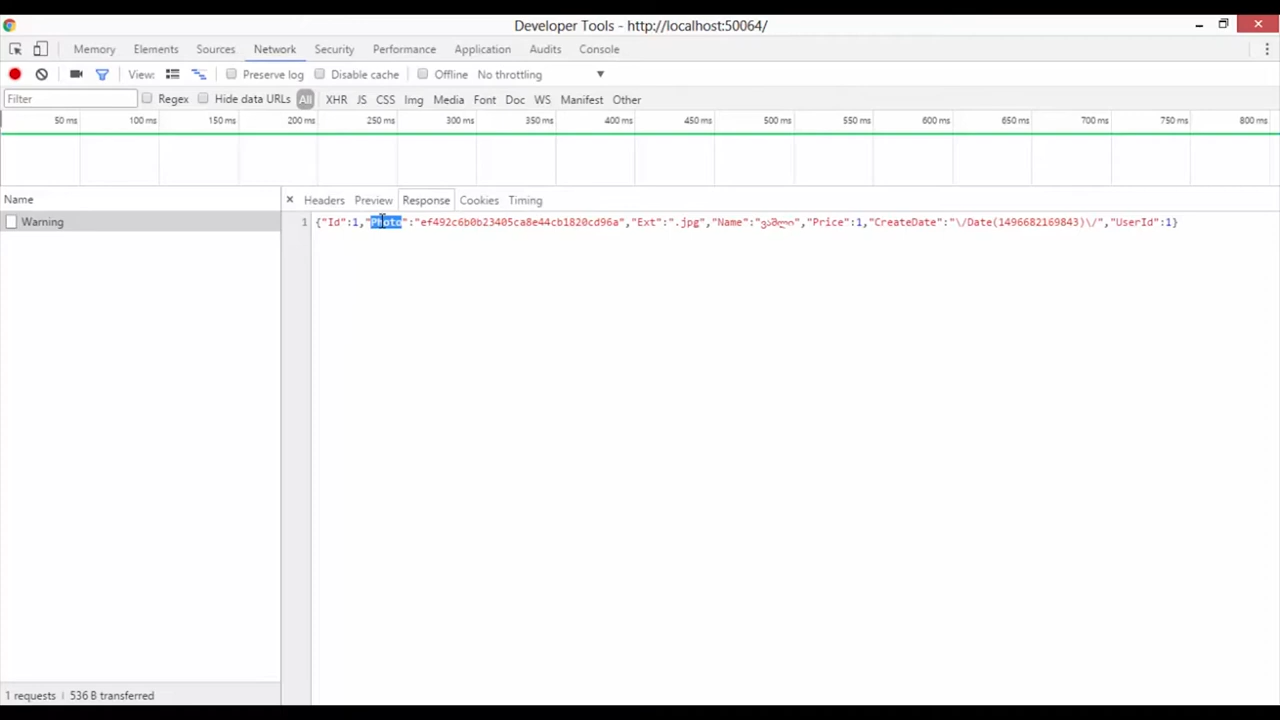 Developer Tools - http://localhost:50064/
Memory Elements Sources Network Security Performance Application Audits Console
View: Preserve log Disable cache Offline No throttling
Filter Regex Hide data URLs All XHR JS CSS Img Media Font Doc WS Manifest Other
50 ms 100 ms 150 ms 200 ms 250 ms 300 ms 350 ms 400 ms 450 ms 500 ms 550 ms 600 ms 650 ms 700 ms 750 ms 800 ms
Name Headers Preview Response Cookies Timing
Warning
1 {"Id":1,"Photo":"ef492c6b0b23405ca8e44cb1820cd96a","Ext":".jpg","Name":"ვაშლი","Price":1,"CreateDate":"\/Date(1496682169843)\/","UserId":1}
1 requests 536 B transferred